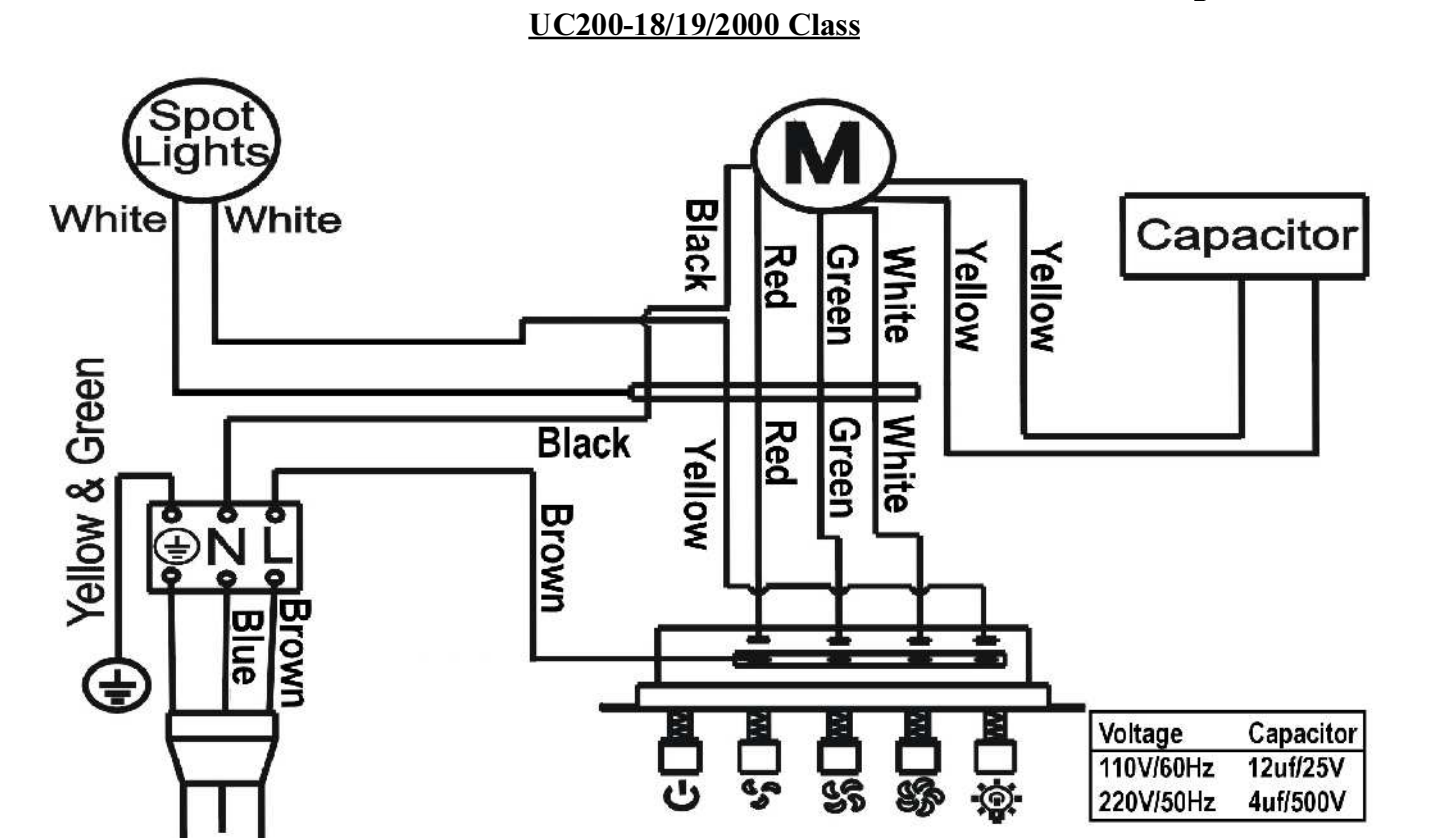 UC200-18/19/2000 Class
Spot
Lights
M
White
White
Black
Red
Green
White
Yellow
Yellow
Capacitor
Yellow & Green
Black
Yellow
Red
Green
White
Brown
N L
Blue
Brown
Voltage Capacitor
110V/60Hz 12uf/25V
220V/50Hz 4uf/500V